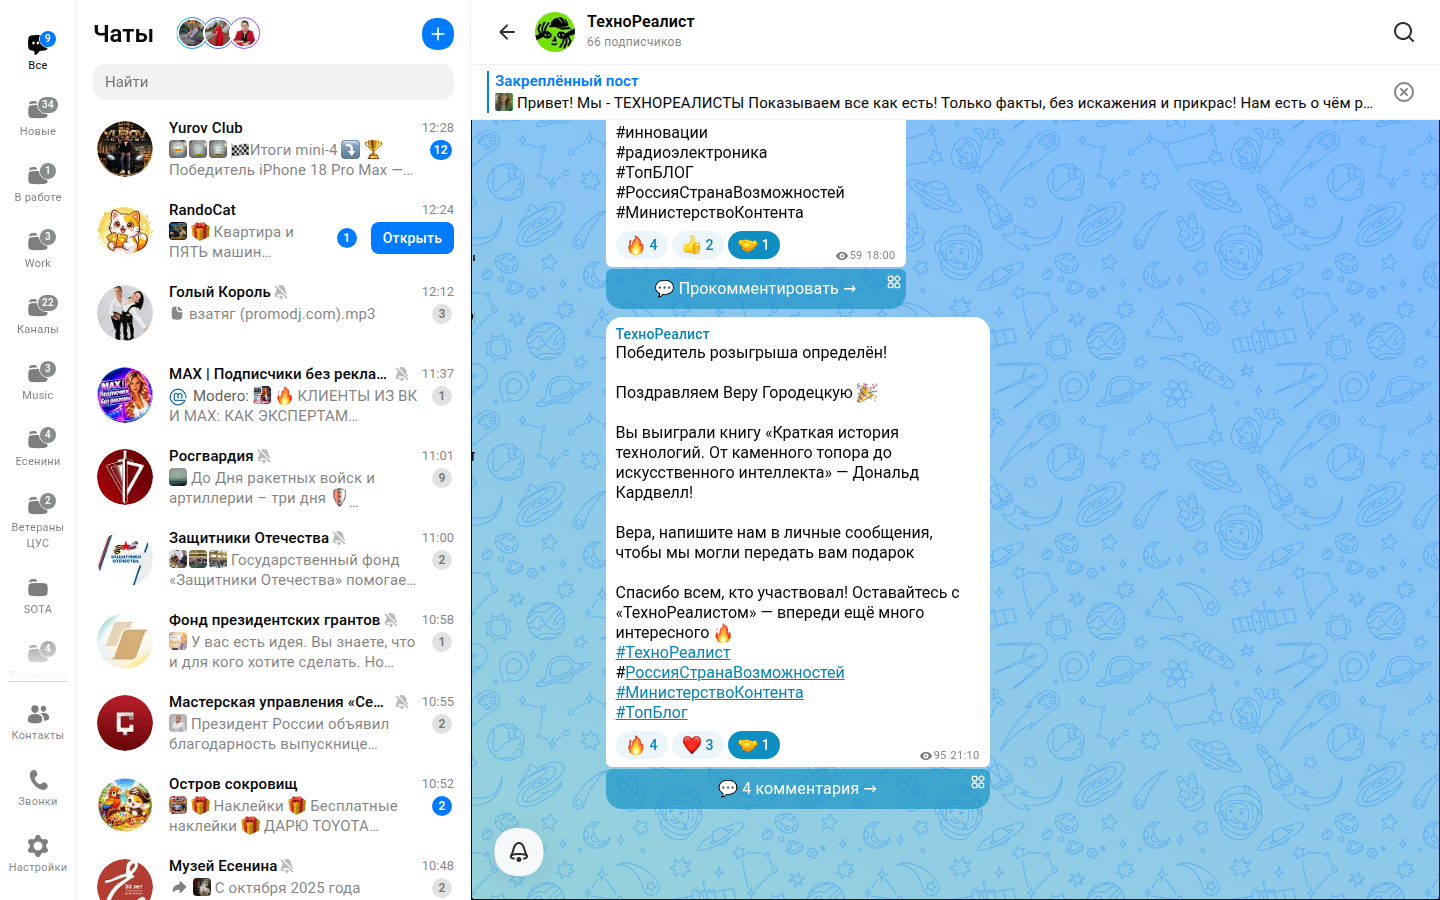 9
Все
34
Новые
1
В работе
3
Work
22
Каналы
3
Music
4
Есенини
2
Ветераны
ЦУС
SOTA
4
Контакты
Звонки
Настройки
Чаты
Найти
Yurov Club 12:28
Итоги mini-4 12
Победитель iPhone 18 Pro Max —...
RandoCat 12:24
Квартира и 1 Открыть
ПЯТЬ машин...
Голый Король 12:12
взатяг (promodj.com).mp3 3
MAX | Подписчики без рекла... 11:37
Modero: 🔥 КЛИЕНТЫ ИЗ ВК 1
И MAX: КАК ЭКСПЕРТАМ...
Росгвардия 11:01
До Дня ракетных войск и 9
артиллерии – три дня ...
Защитники Отечества 11:00
Государственный фонд 2
«Защитники Отечества» помогае...
Фонд президентских грантов 10:58
У вас есть идея. Вы знаете, что 1
и для кого хотите сделать. Но...
Мастерская управления «Се... 10:55
Президент России объявил 2
благодарность выпускнице...
Остров сокровищ 10:52
🎁 Наклейки 🎁 Бесплатные 2
наклейки 🎁 ДАРЮ TOYOTA...
Музей Есенина 10:48
С октября 2025 года 2
ТехноРеалист
66 подписчиков
Закреплённый пост
Привет! Мы - ТЕХНОРЕАЛИСТЫ Показываем все как есть! Только факты, без искажения и прикрас! Нам есть о чём р...
#инновации
#радиоэлектроника
#ТопБЛОГ
#РоссияСтранаВозможностей
#МинистерствоКонтента
🔥 4 👍 2 🤝 1
59 18:00
💬 Прокомментировать →
ТехноРеалист
Победитель розыгрыша определён!
Поздравляем Веру Городецкую 🎉
Вы выиграли книгу «Краткая история
технологий. От каменного топора до
искусственного интеллекта» — Дональд
Кардвелл!
Вера, напишите нам в личные сообщения,
чтобы мы могли передать вам подарок
Спасибо всем, кто участвовал! Оставайтесь с
«ТехноРеалистом» — впереди ещё много
интересного 🔥
#ТехноРеалист
#РоссияСтранаВозможностей
#МинистерствоКонтента
#ТопБлог
🔥 4 ❤️ 3 🤝 1
95 21:10
💬 4 комментария →